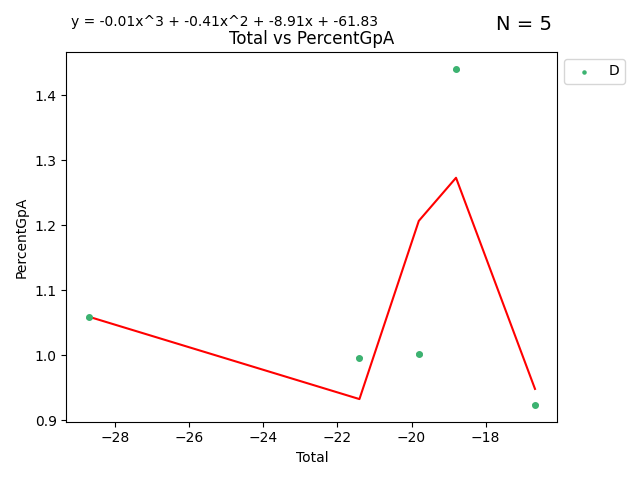 y = -0.01x^3 + -0.41x^2 + -8.91x + -61.83
N = 5
Total vs PercentGpA
D
PercentGpA
1.4
1.3
1.2
1.1
1.0
0.9
−28 −26 −24 −22 −20 −18
Total